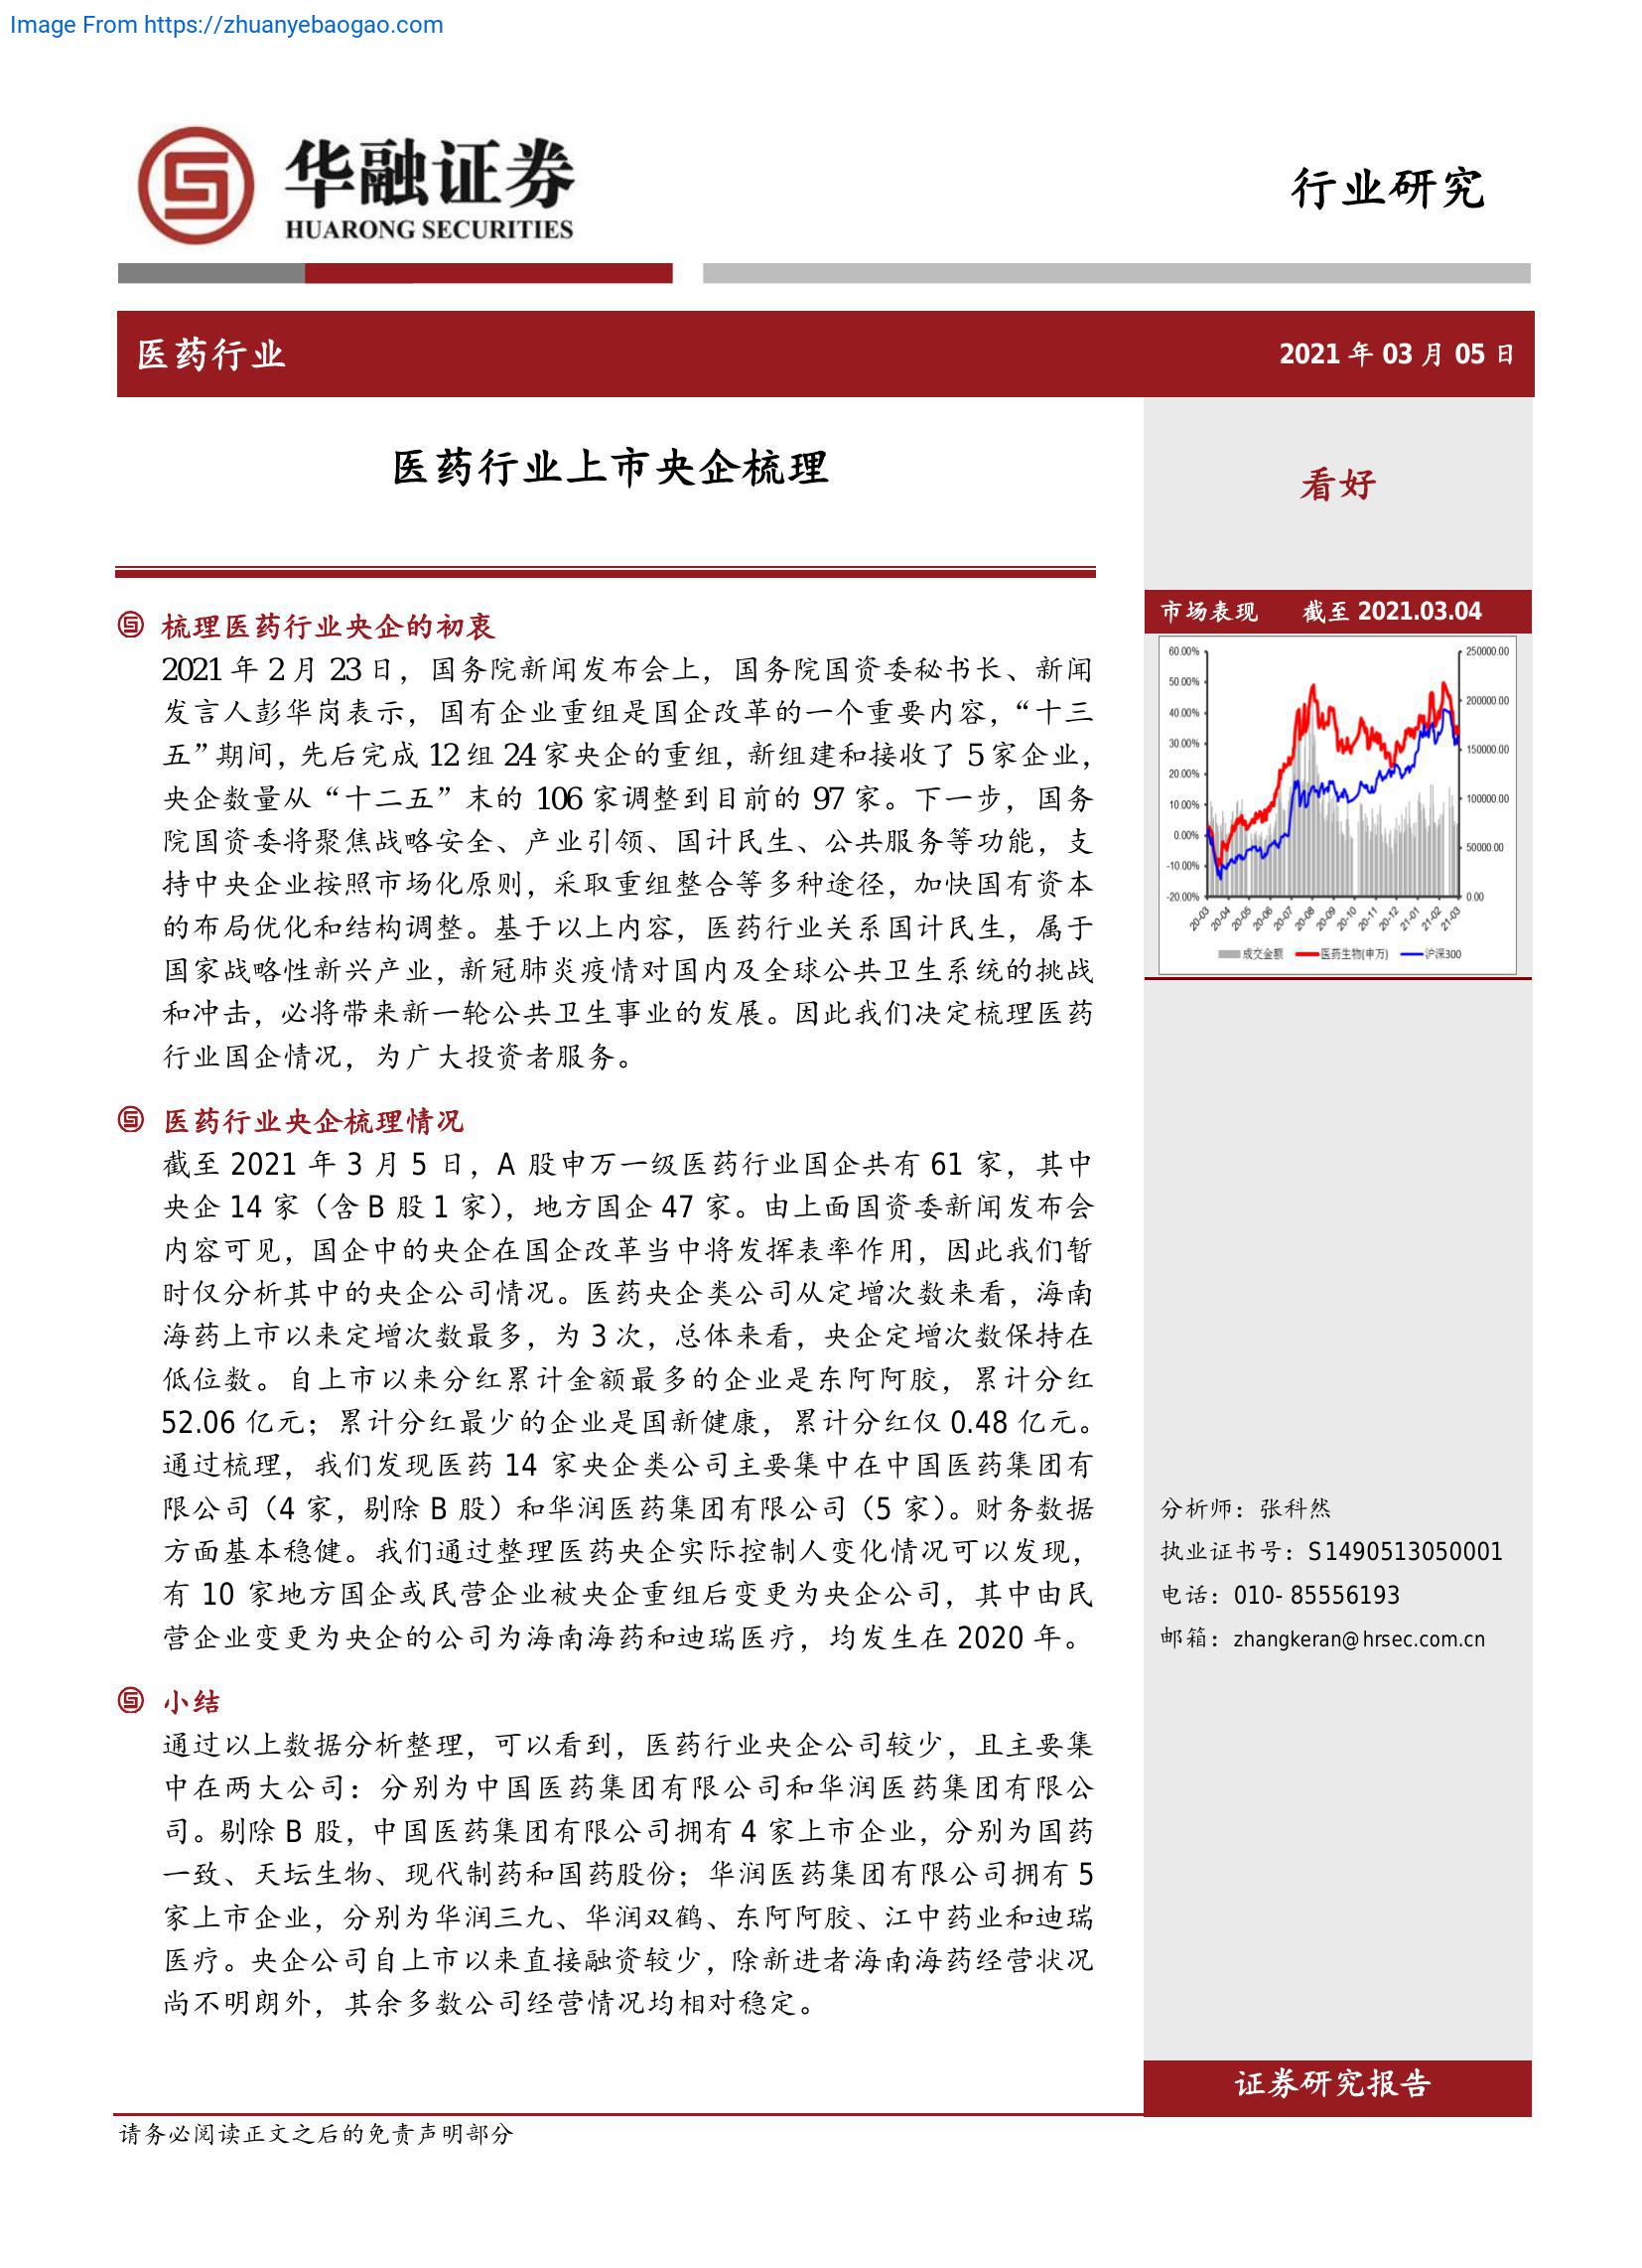 Image From https://zhuanyebaogao.com
华融证券
HUARONG SECURITIES
行业研究
医药行业
2021 年 03 月 05 日
医药行业上市央企梳理
看好
梳理医药行业央企的初衷
2021 年 2 月 23 日，国务院新闻发布会上，国务院国资委秘书长、新闻
发言人彭华岗表示，国有企业重组是国企改革的一个重要内容，“十三
五”期间，先后完成 12 组 24 家央企的重组，新组建和接收了 5 家企业，
央企数量从“十二五”末的 106 家调整到目前的 97 家。下一步，国务
院国资委将聚焦战略安全、产业引领、国计民生、公共服务等功能，支
持中央企业按照市场化原则，采取重组整合等多种途径，加快国有资本
的布局优化和结构调整。基于以上内容，医药行业关系国计民生，属于
国家战略性新兴产业，新冠肺炎疫情对国内及全球公共卫生系统的挑战
和冲击，必将带来新一轮公共卫生事业的发展。因此我们决定梳理医药
行业国企情况，为广大投资者服务。
医药行业央企梳理情况
截至 2021 年 3 月 5 日，A 股申万一级医药行业国企共有 61 家，其中
央企 14 家（含 B 股 1 家），地方国企 47 家。由上面国资委新闻发布会
内容可见，国企中的央企在国企改革当中将发挥表率作用，因此我们暂
时仅分析其中的央企公司情况。医药央企类公司从定增次数来看，海南
海药上市以来定增次数最多，为 3 次，总体来看，央企定增次数保持在
低位数。自上市以来分红累计金额最多的企业是东阿阿胶，累计分红
52.06 亿元；累计分红最少的企业是国新健康，累计分红仅 0.48 亿元。
通过梳理，我们发现医药 14 家央企类公司主要集中在中国医药集团有
限公司（4 家，剔除 B 股）和华润医药集团有限公司（5 家）。财务数据
方面基本稳健。我们通过整理医药央企实际控制人变化情况可以发现，
有 10 家地方国企或民营企业被央企重组后变更为央企公司，其中由民
营企业变更为央企的公司为海南海药和迪瑞医疗，均发生在 2020 年。
小结
通过以上数据分析整理，可以看到，医药行业央企公司较少，且主要集
中在两大公司：分别为中国医药集团有限公司和华润医药集团有限公
司。剔除 B 股，中国医药集团有限公司拥有 4 家上市企业，分别为国药
一致、天坛生物、现代制药和国药股份；华润医药集团有限公司拥有 5
家上市企业，分别为华润三九、华润双鹤、东阿阿胶、江中药业和迪瑞
医疗。央企公司自上市以来直接融资较少，除新进者海南海药经营状况
尚不明朗外，其余多数公司经营情况均相对稳定。
市场表现 截至 2021.03.04
60.00% 250000.00
50.00%
200000.00
40.00%
30.00% 150000.00
20.00%
10.00% 100000.00
0.00%
50000.00
-10.00%
-20.00% 0.00
20-03 20-04 20-05 20-06 20-07 20-08 20-09 20-10 20-11 20-12 21-01 21-02 21-03
成交金额 医药生物(申万) 沪深300
分析师：张科然
执业证书号：S1490513050001
电话：010- 85556193
邮箱：zhangkeran@hrsec.com.cn
证券研究报告
请务必阅读正文之后的免责声明部分